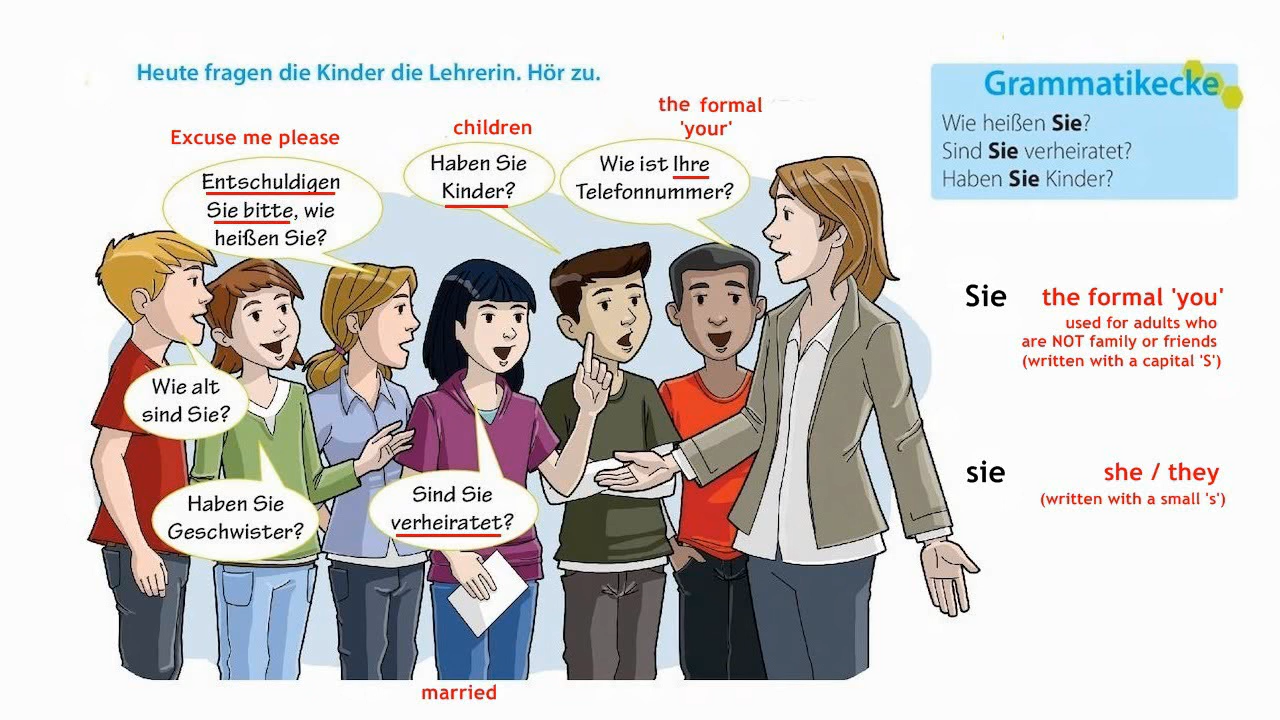 Heute fragen die Kinder die Lehrerin. Hör zu.
Excuse me please
Entschuldigen
Sie bitte, wie
heißen Sie?
children
Haben Sie
Kinder?
the formal
'your'
Wie ist Ihre
Telefonnummer?
Wie alt
sind Sie?
Haben Sie
Geschwister?
Sind Sie
verheiratet?
married
Grammatikecke
Wie heißen Sie?
Sind Sie verheiratet?
Haben Sie Kinder?
Sie the formal 'you'
used for adults who
are NOT family or friends
(written with a capital 'S')
sie she / they
(written with a small 's')